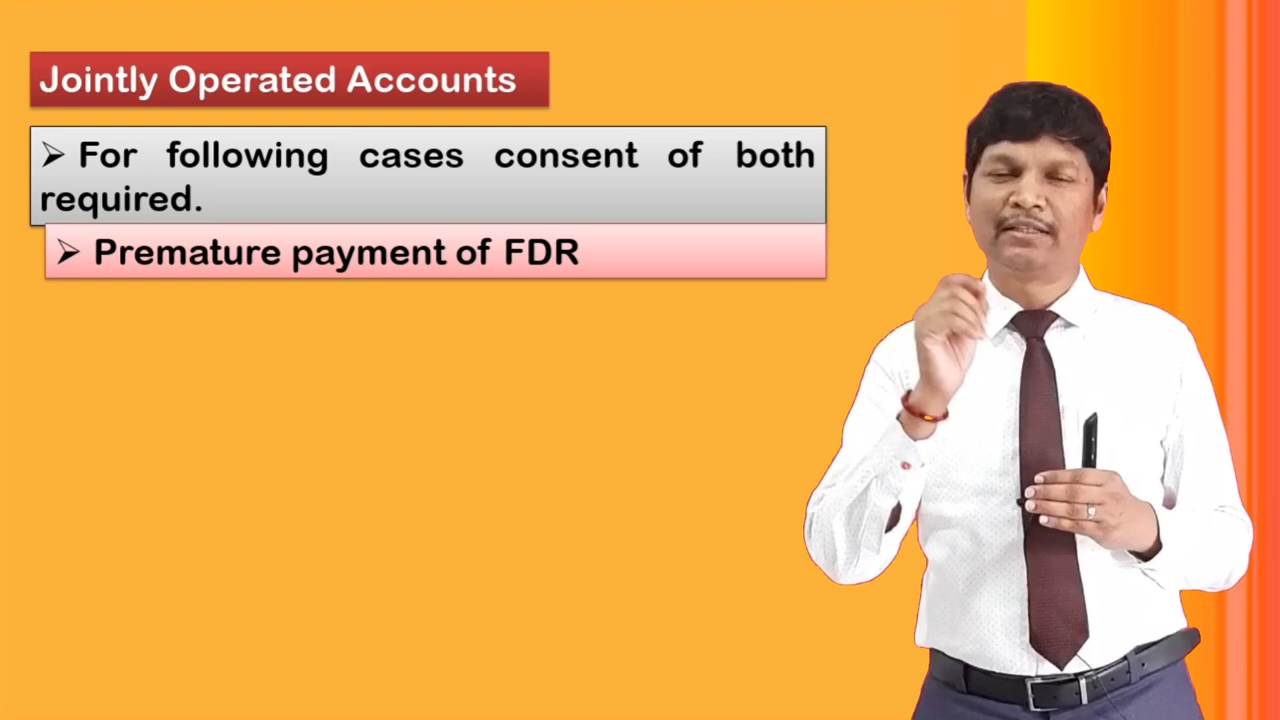 Jointly Operated Accounts
➢ For following cases consent of both
required.
➢ Premature payment of FDR